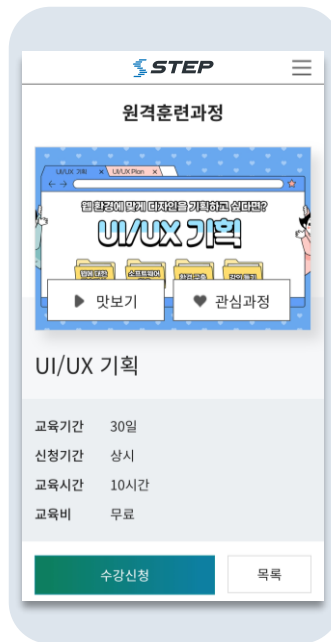 STEP
원격훈련과정
UI/UX 기획 × UI/UX Plan ×
웹 환경에 맞게 디자인을 기획하고 싶다면?
UI/UX 기획
▶ 맛보기 ♥ 관심과정
UI/UX 기획
교육기간 30일
신청기간 상시
교육시간 10시간
교육비 무료
수강신청 목록